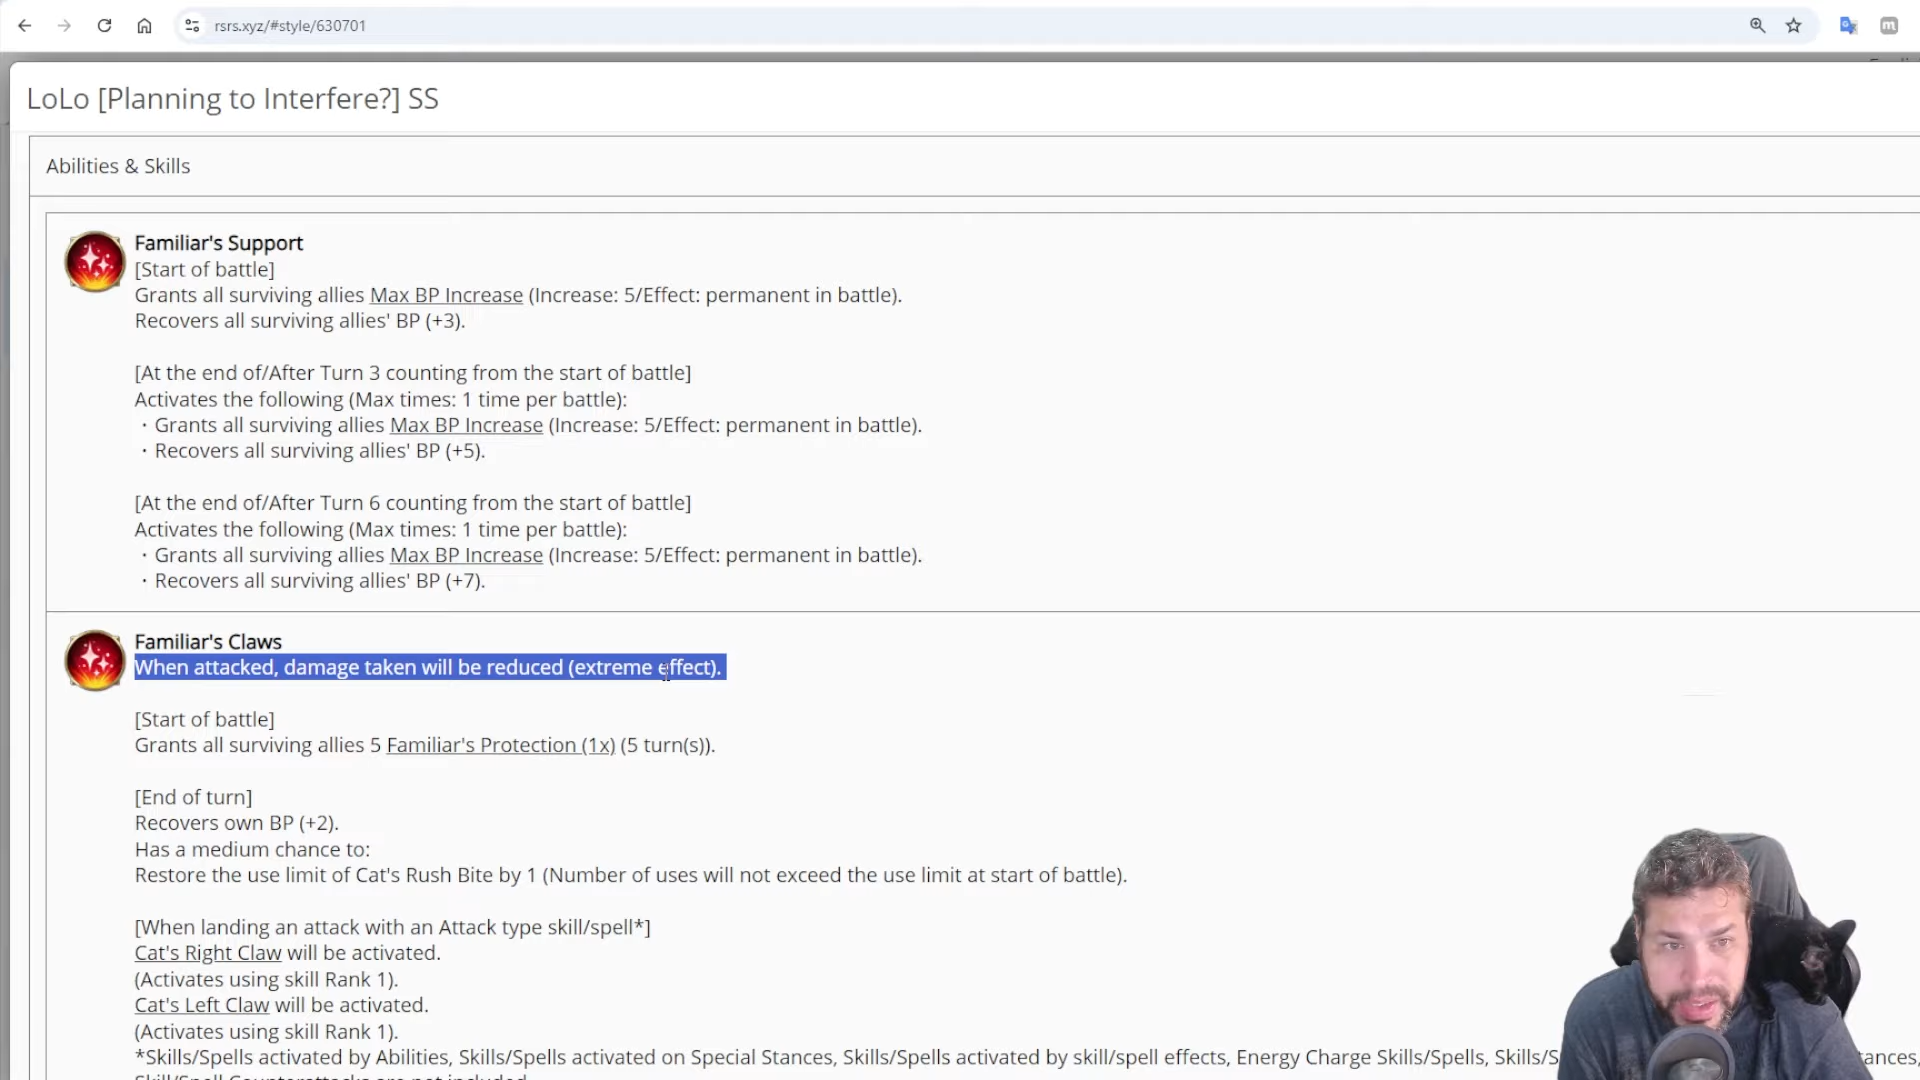 rsrs.xyz/#style/630701
LoLo [Planning to Interfere?] SS
Abilities & Skills
Familiar's Support
[Start of battle]
Grants all surviving allies Max BP Increase (Increase: 5/Effect: permanent in battle).
Recovers all surviving allies' BP (+3).
[At the end of/After Turn 3 counting from the start of battle]
Activates the following (Max times: 1 time per battle):
・Grants all surviving allies Max BP Increase (Increase: 5/Effect: permanent in battle).
・Recovers all surviving allies' BP (+5).
[At the end of/After Turn 6 counting from the start of battle]
Activates the following (Max times: 1 time per battle):
・Grants all surviving allies Max BP Increase (Increase: 5/Effect: permanent in battle).
・Recovers all surviving allies' BP (+7).
Familiar's Claws
When attacked, damage taken will be reduced (extreme effect).
[Start of battle]
Grants all surviving allies 5 Familiar's Protection (1x) (5 turn(s)).
[End of turn]
Recovers own BP (+2).
Has a medium chance to:
Restore the use limit of Cat's Rush Bite by 1 (Number of uses will not exceed the use limit at start of battle).
[When landing an attack with an Attack type skill/spell*]
Cat's Right Claw will be activated.
(Activates using skill Rank 1).
Cat's Left Claw will be activated.
(Activates using skill Rank 1).
*Skills/Spells activated by Abilities, Skills/Spells activated on Special Stances, Skills/Spells activated by skill/spell effects, Energy Charge Skills/Spells, Skills/S tances,
Skill/Spell Counterattacks are not included.